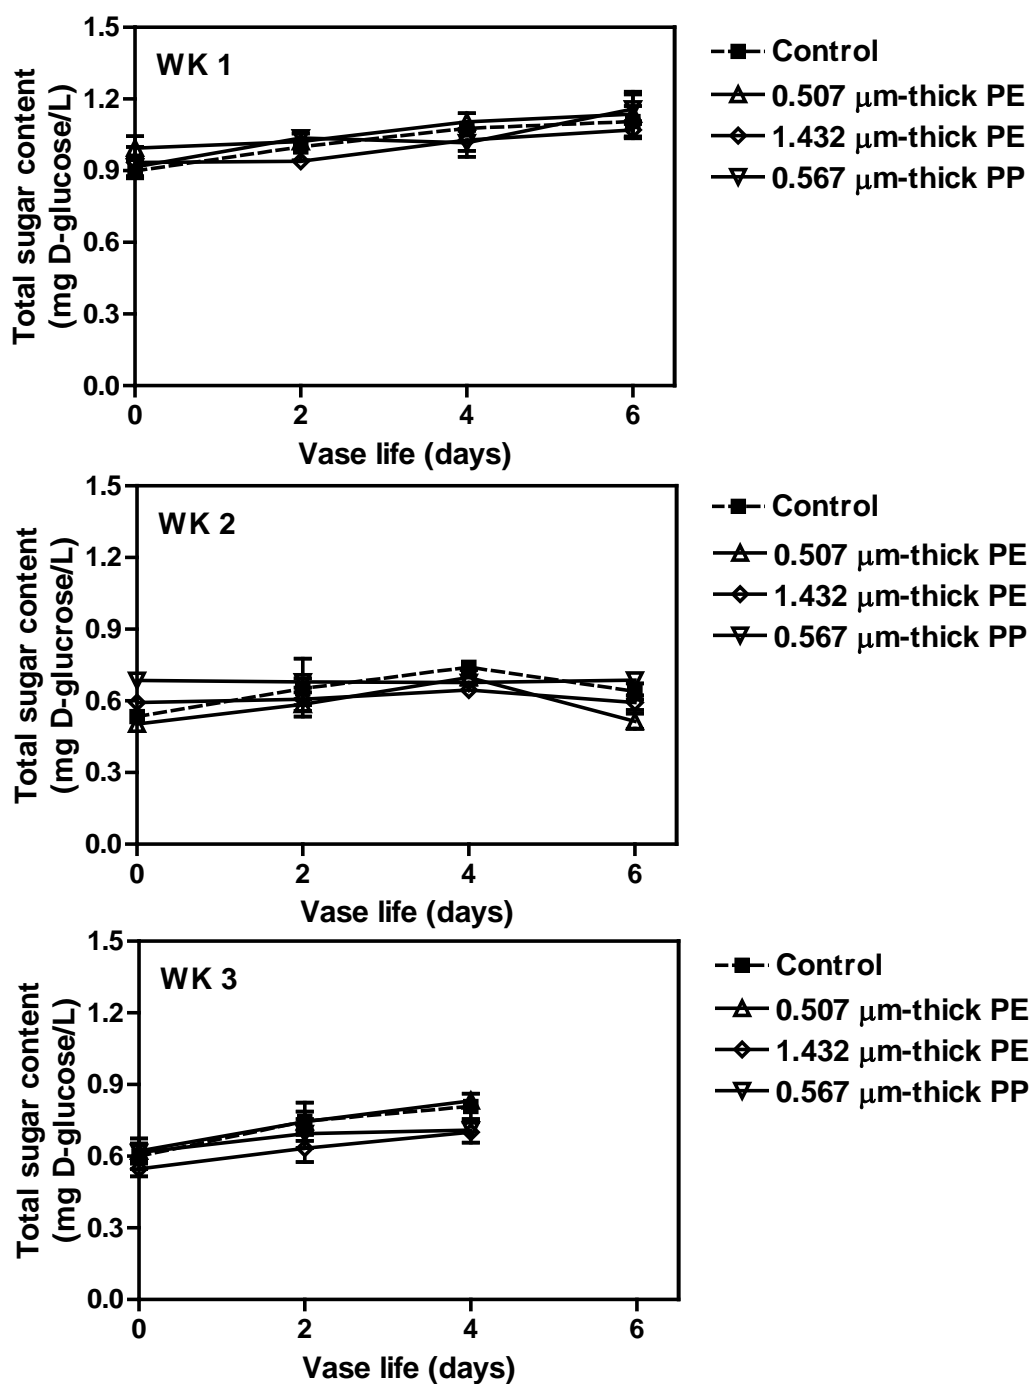 WK 1
Total sugar content
(mg D-glucose/L)
1.5
1.2
0.9
0.6
0.3
0.0
0 2 4 6
Vase life (days)
Control
0.507 μm-thick PE
1.432 μm-thick PE
0.567 μm-thick PP
WK 2
Total sugar content
(mg D-glucrose/L)
1.5
1.2
0.9
0.6
0.3
0.0
0 2 4 6
Vase life (days)
Control
0.507 μm-thick PE
1.432 μm-thick PE
0.567 μm-thick PP
WK 3
Total sugar content
(mg D-glucose/L)
1.5
1.2
0.9
0.6
0.3
0.0
0 2 4 6
Vase life (days)
Control
0.507 μm-thick PE
1.432 μm-thick PE
0.567 μm-thick PP